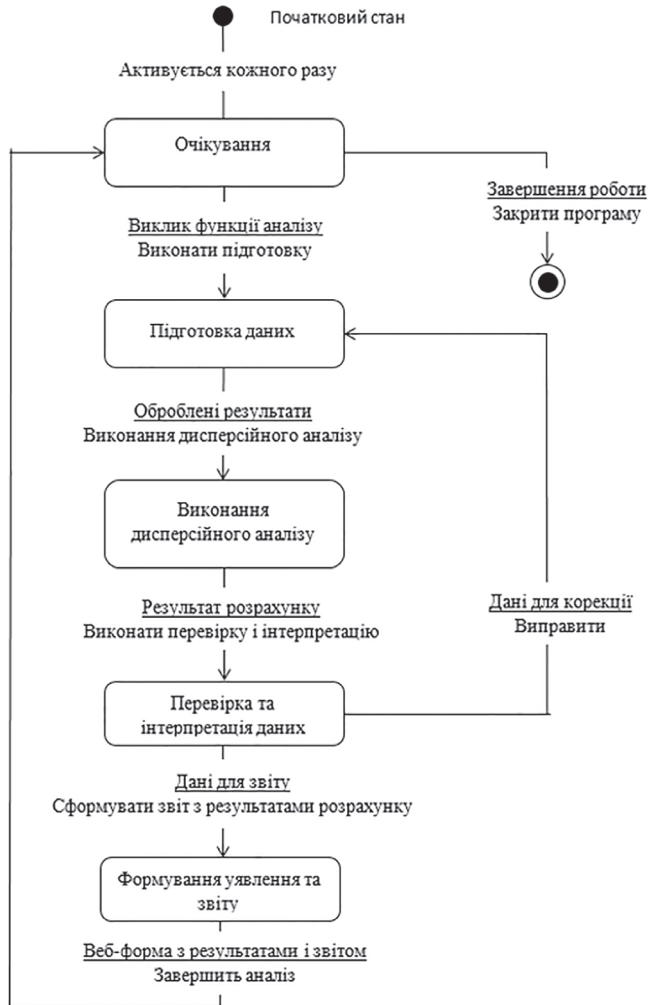 Початковий стан
Активується кожного разу
Очікування
Завершення роботи
Закрити програму
Виклик функції аналізу
Виконати підготовку
Підготовка даних
Оброблені результати
Виконання дисперсійного аналізу
Виконання
дисперсійного аналізу
Результат розрахунку
Виконати перевірку і інтерпретацію
Дані для корекції
Виправити
Перевірка та
інтерпретація даних
Дані для звіту
Сформувати звіт з результатами розрахунку
Формування уявлення та
звіту
Веб-форма з результатами і звітом
Завершить аналіз